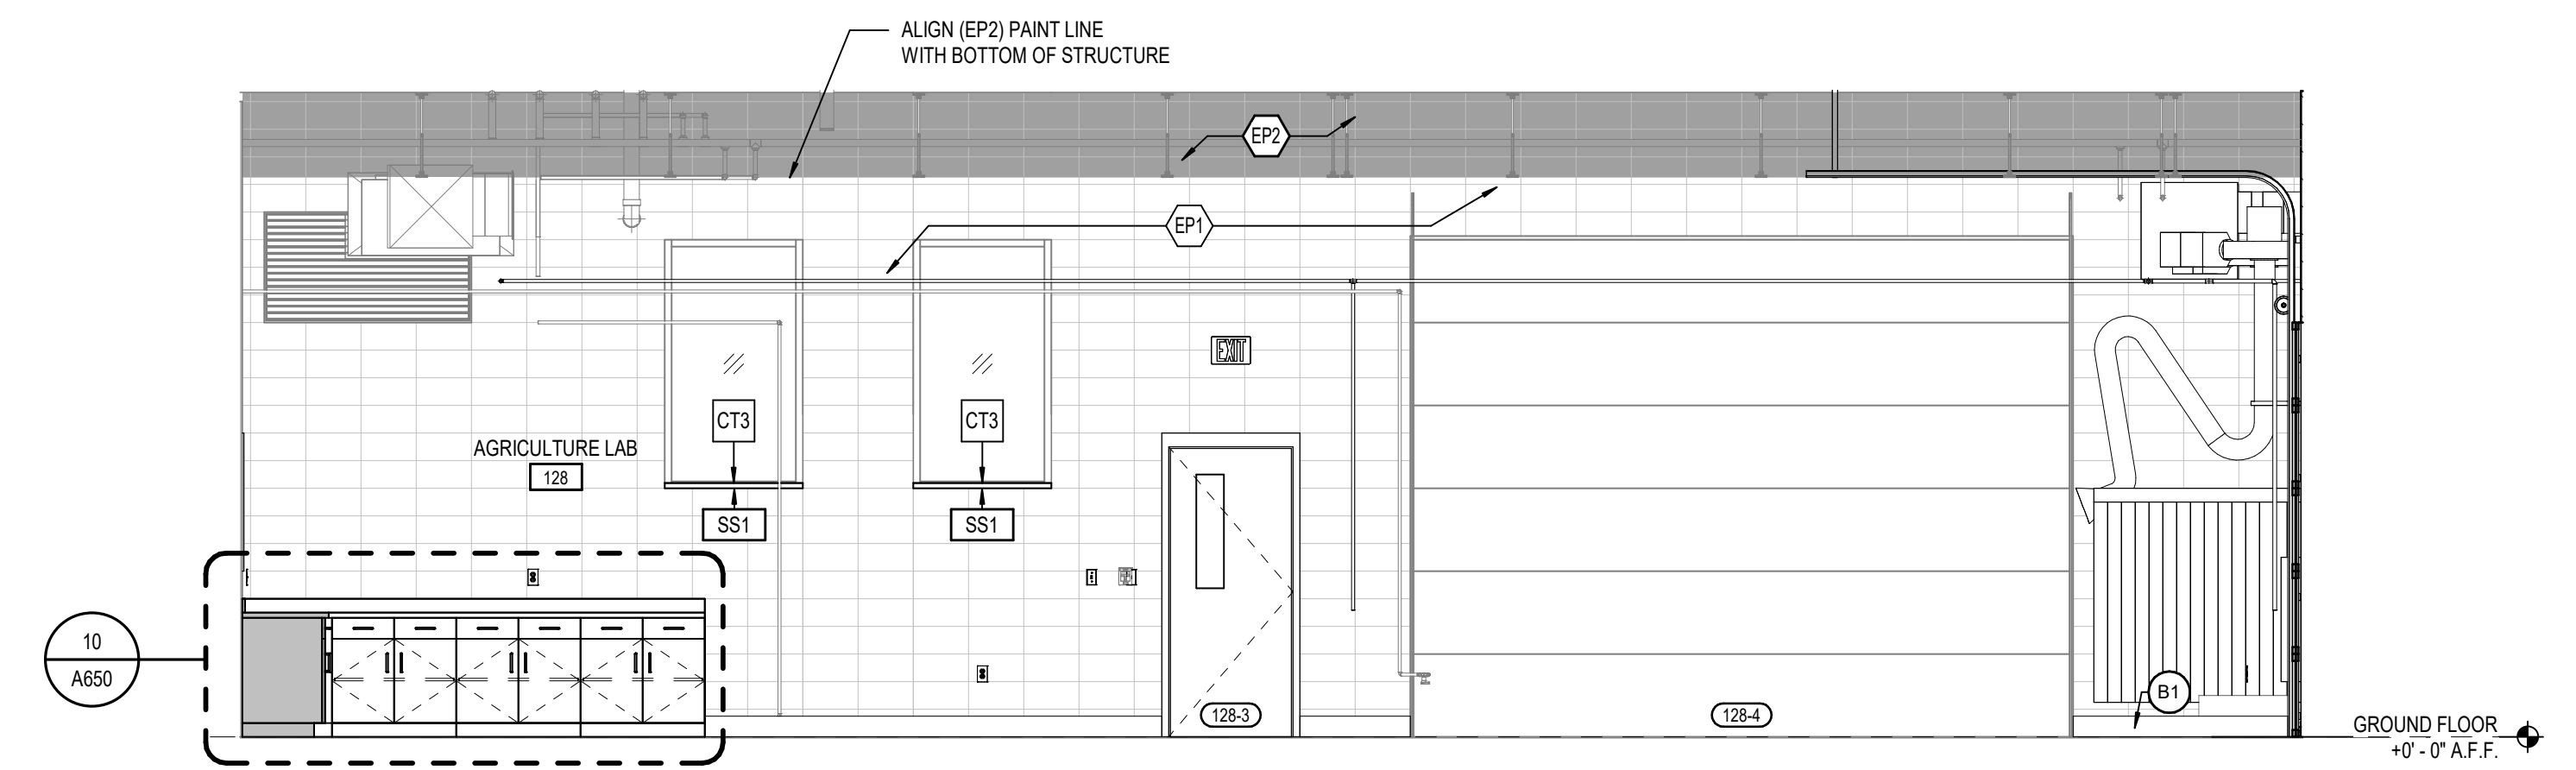 ALIGN (EP2) PAINT LINE
WITH BOTTOM OF STRUCTURE
EP2
EP1
EXIT
CT3
CT3
AGRICULTURE LAB
128
SS1
SS1
10
A650
128-3
128-4
B1
GROUND FLOOR
+0' - 0" A.F.F.